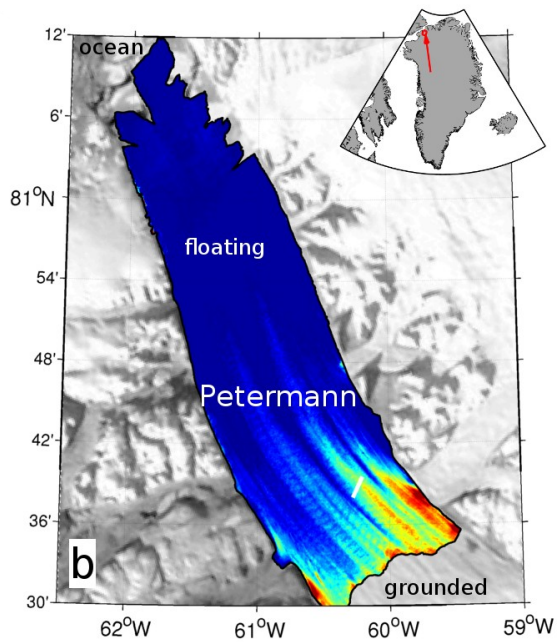 12'
ocean
6'
81°N
floating
54'
48'
Petermann
42'
36'
b
grounded
30'
62°W
61°W
60°W
59°W